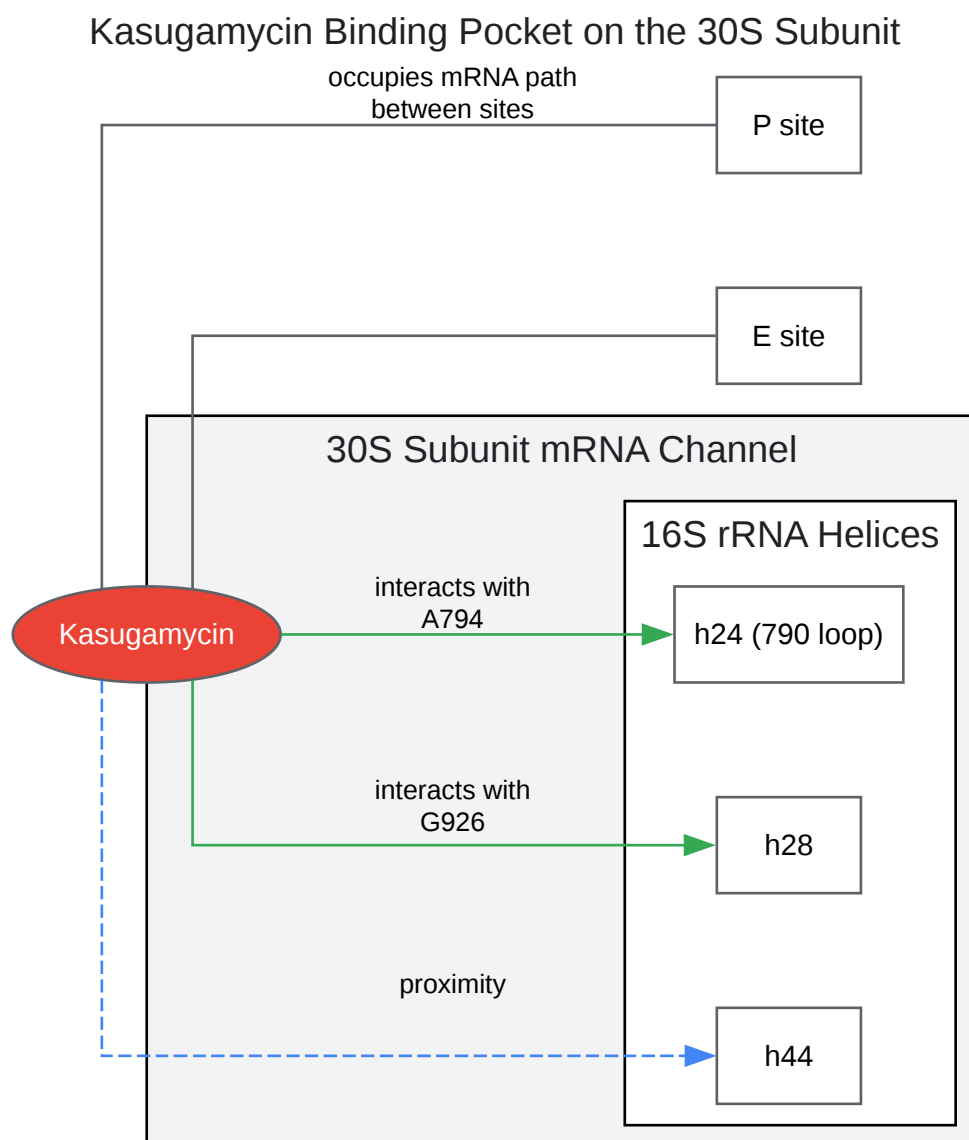 Kasugamycin Binding Pocket on the 30S Subunit
occupies mRNA path
between sites
P site
E site
30S Subunit mRNA Channel
16S rRNA Helices
interacts with
A794
Kasugamycin
h24 (790 loop)
interacts with
G926
h28
proximity
h44